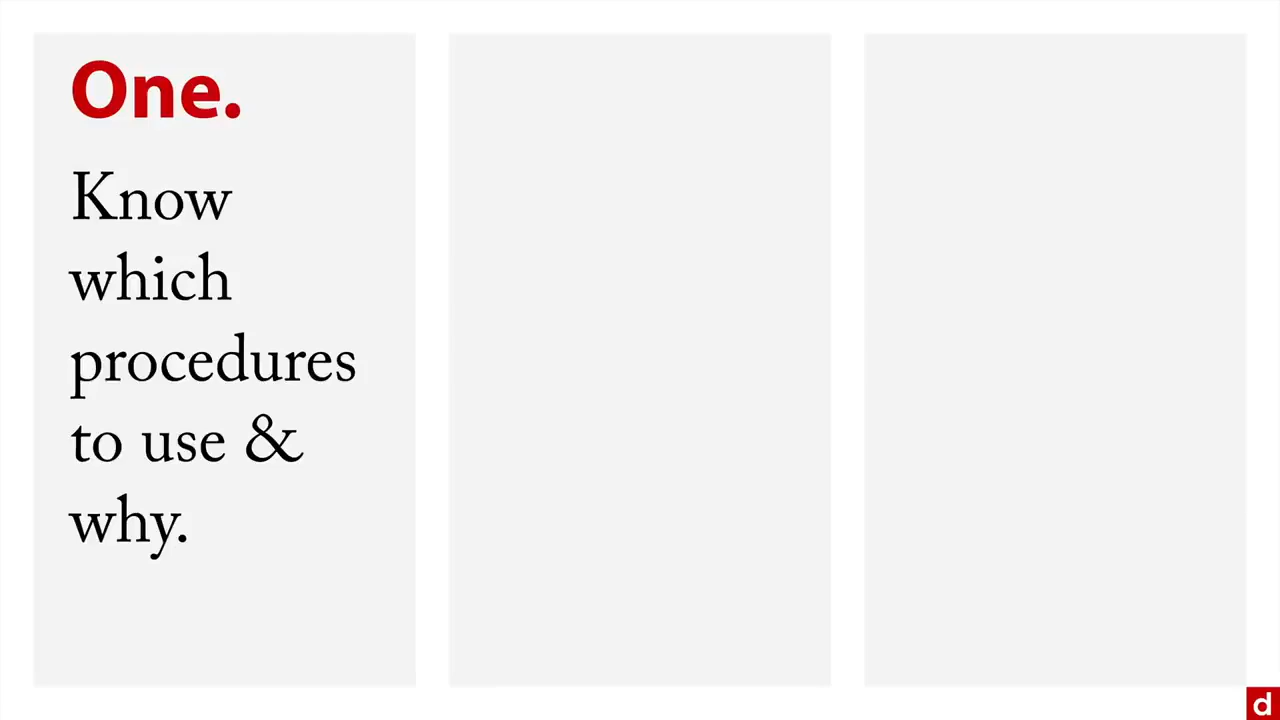 One.
Know
which
procedures
to use &
why.
d